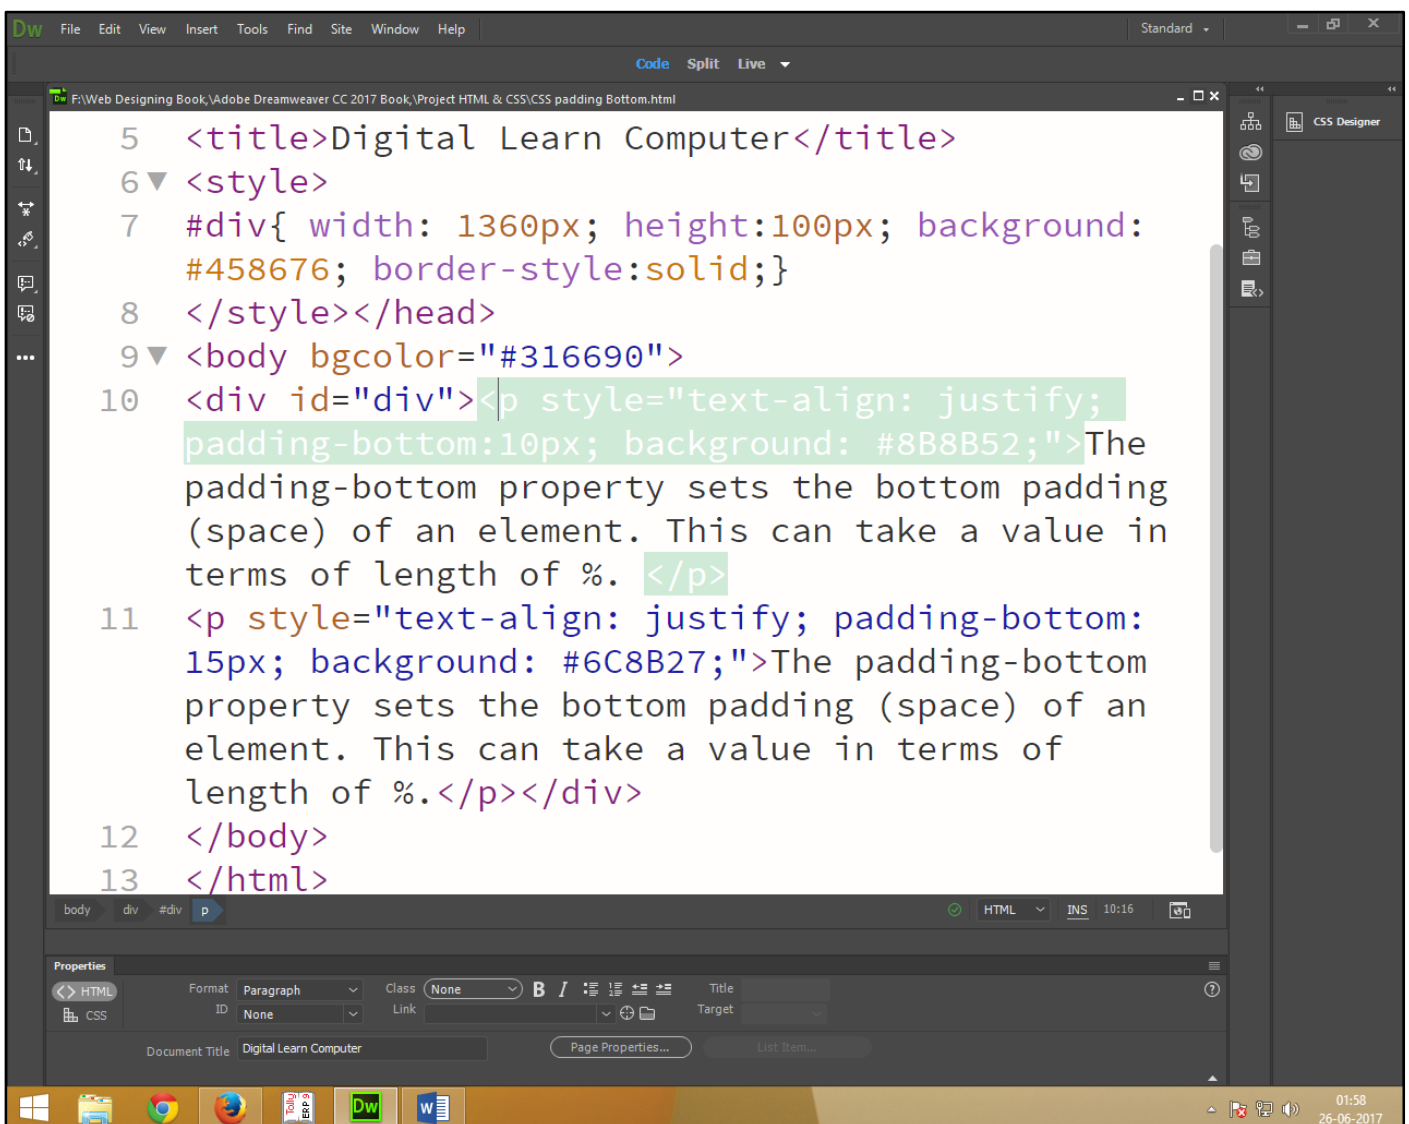 Dw File Edit View Insert Tools Find Site Window Help Standard
Code Split Live
Dw F:\Web Designing Book,\Adobe Dreamweaver CC 2017 Book,\Project HTML & CSS\CSS padding Bottom.html
CSS Designer
5 <title>Digital Learn Computer</title>
6 <style>
7 #div{ width: 1360px; height:100px; background:
#458676; border-style:solid;}
8 </style></head>
9 <body bgcolor="#316690">
10 <div id="div"><p style="text-align: justify;
padding-bottom:10px; background: #8B8B52;">The
padding-bottom property sets the bottom padding
(space) of an element. This can take a value in
terms of length of %. </p>
11 <p style="text-align: justify; padding-bottom:
15px; background: #6C8B27;">The padding-bottom
property sets the bottom padding (space) of an
element. This can take a value in terms of
length of %.</p></div>
12 </body>
13 </html>
body div #div p HTML INS 10:16
Properties
HTML Format Paragraph Class None B I Title
CSS ID None Link Target
Document Title Digital Learn Computer Page Properties... List Item...
Tally ERP 9 Dw W 01:58
26-06-2017